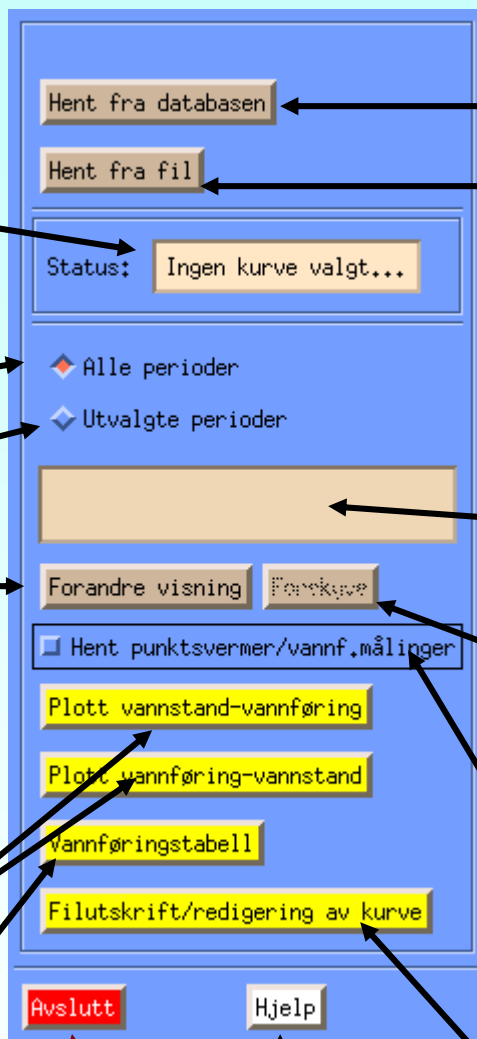 Hent fra databasen
Hent fra fil
Status: Ingen kurve valgt...
Alle perioder
Utvalgte perioder
Forandre visning Forskyve
Hent punktsvermer/vannf.målinger
Plott vannstand-vannføring
Plott vannføring-vannstand
Vannføringstabell
Filutskrift/redigering av kurve
Avslutt Hjelp